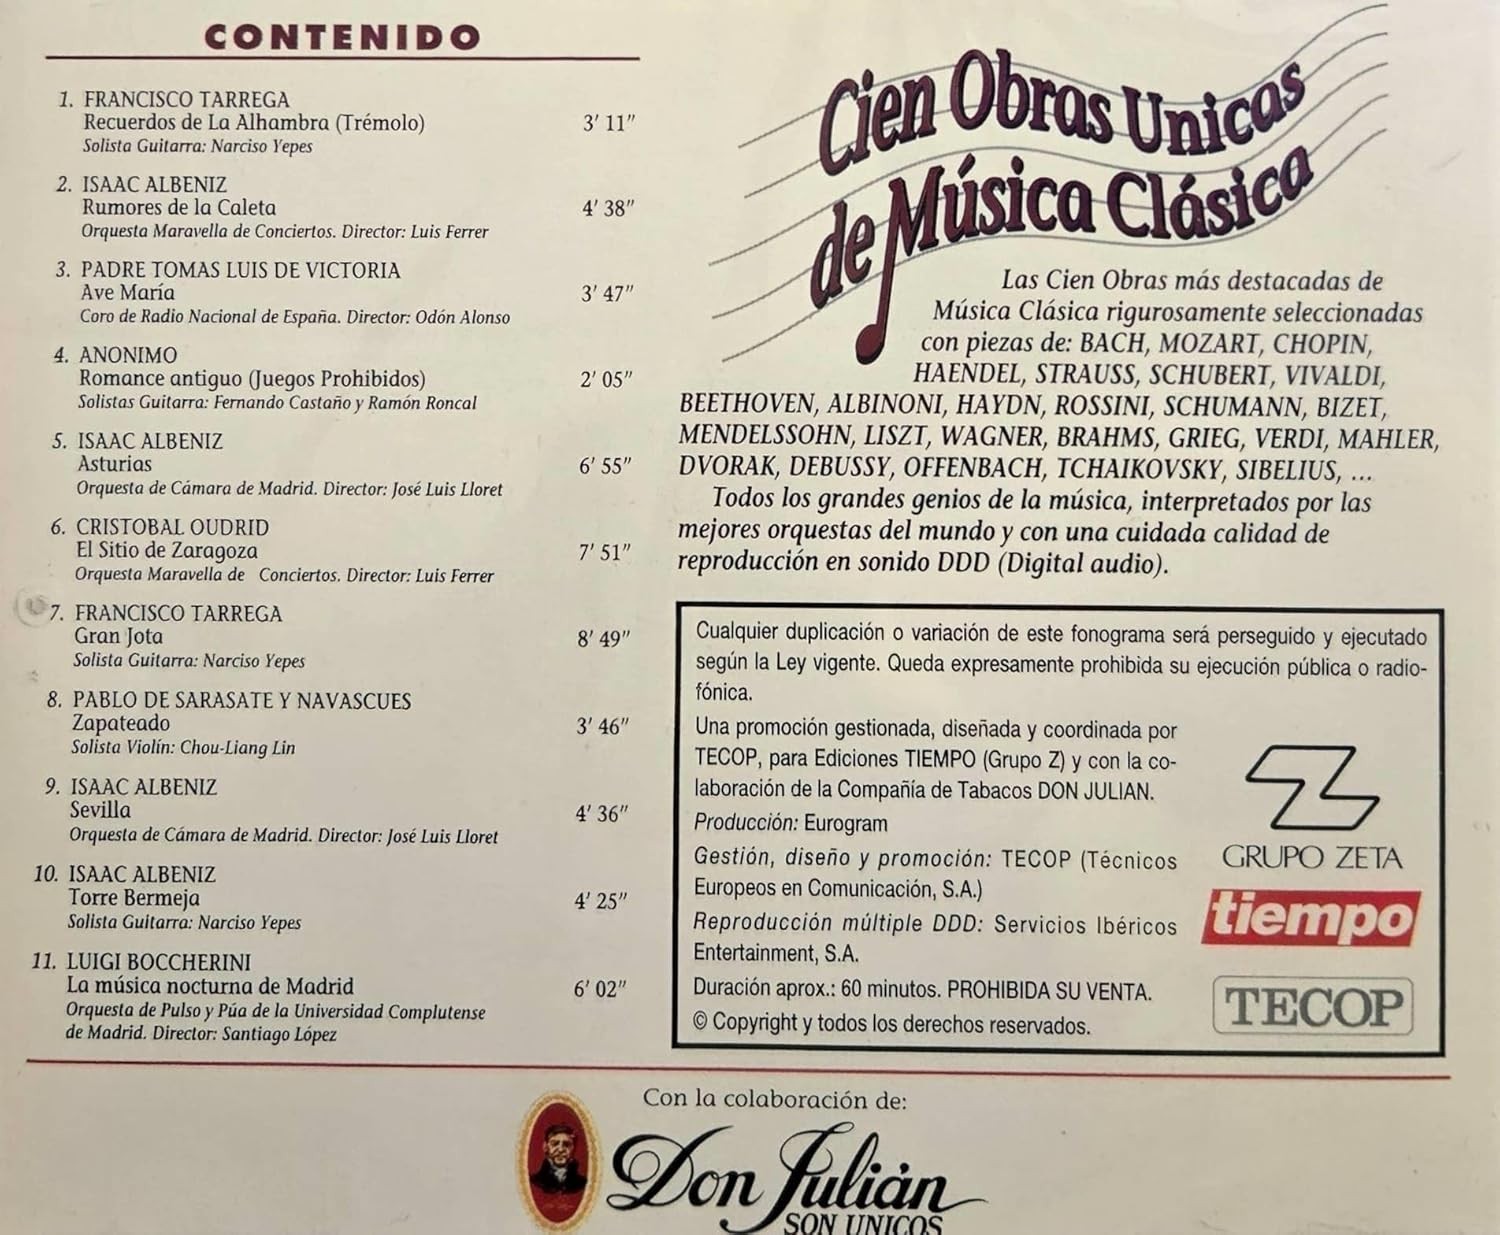 CONTENIDO
1. FRANCISCO TARREGA
Recuerdos de La Alhambra (Trémolo) 3' 11"
Solista Guitarra: Narciso Yepes
2. ISAAC ALBENIZ
Rumores de la Caleta 4' 38"
Orquesta Maravella de Conciertos. Director: Luis Ferrer
3. PADRE TOMAS LUIS DE VICTORIA
Ave María 3' 47"
Coro de Radio Nacional de España. Director: Odón Alonso
4. ANONIMO
Romance antiguo (Juegos Prohibidos) 2' 05"
Solistas Guitarra: Fernando Castaño y Ramón Roncal
5. ISAAC ALBENIZ
Asturias 6' 55"
Orquesta de Cámara de Madrid. Director: José Luis Lloret
6. CRISTOBAL OUDRID
El Sitio de Zaragoza 7' 51"
Orquesta Maravella de Conciertos. Director: Luis Ferrer
7. FRANCISCO TARREGA
Gran Jota 8' 49"
Solista Guitarra: Narciso Yepes
8. PABLO DE SARASATE Y NAVASCUES
Zapateado 3' 46"
Solista Violín: Chou-Liang Lin
9. ISAAC ALBENIZ
Sevilla 4' 36"
Orquesta de Cámara de Madrid. Director: José Luis Lloret
10. ISAAC ALBENIZ
Torre Bermeja 4' 25"
Solista Guitarra: Narciso Yepes
11. LUIGI BOCCHERINI
La música nocturna de Madrid 6' 02"
Orquesta de Pulso y Púa de la Universidad Complutense
de Madrid. Director: Santiago López
Cien Obras Unicas
de Música Clásica
Las Cien Obras más destacadas de
Música Clásica rigurosamente seleccionadas
con piezas de: BACH, MOZART, CHOPIN,
HAENDEL, STRAUSS, SCHUBERT, VIVALDI,
BEETHOVEN, ALBINONI, HAYDN, ROSSINI, SCHUMANN, BIZET,
MENDELSSOHN, LISZT, WAGNER, BRAHMS, GRIEG, VERDI, MAHLER,
DVORAK, DEBUSSY, OFFENBACH, TCHAIKOVSKY, SIBELIUS, ...
Todos los grandes genios de la música, interpretados por las
mejores orquestas del mundo y con una cuidada calidad de
reproducción en sonido DDD (Digital audio).
Cualquier duplicación o variación de este fonograma será perseguido y ejecutado
según la Ley vigente. Queda expresamente prohibida su ejecución pública o radio-
fónica.
Una promoción gestionada, diseñada y coordinada por
TECOP, para Ediciones TIEMPO (Grupo Z) y con la co-
laboración de la Compañía de Tabacos DON JULIAN.
Producción: Eurogram
Gestión, diseño y promoción: TECOP (Técnicos
Europeos en Comunicación, S.A.)
Reproducción múltiple DDD: Servicios Ibéricos
Entertainment, S.A.
Duración aprox.: 60 minutos. PROHIBIDA SU VENTA.
© Copyright y todos los derechos reservados.
GRUPO ZETA
tiempo
TECOP
Con la colaboración de:
Don Julián
SON UNICOS